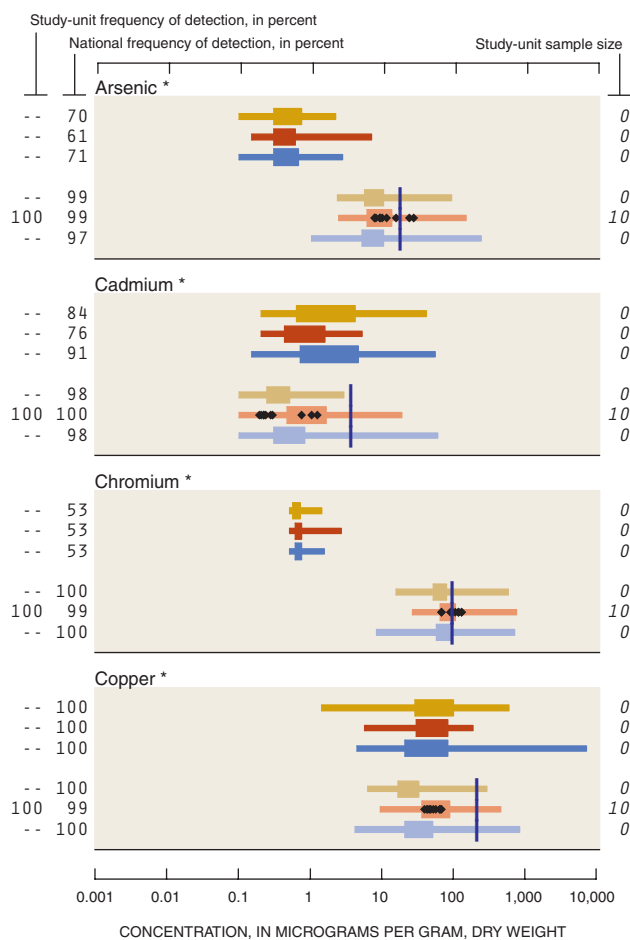 Study-unit frequency of detection, in percent
National frequency of detection, in percent
Study-unit sample size
Arsenic *
-- 70 0
-- 61 0
-- 71 0
-- 99 0
100 99 10
-- 97 0
Cadmium *
-- 84 0
-- 76 0
-- 91 0
-- 98 0
100 100 10
-- 98 0
Chromium *
-- 53 0
-- 53 0
-- 53 0
-- 100 0
100 99 10
-- 100 0
Copper *
-- 100 0
-- 100 0
-- 100 0
-- 100 0
100 99 10
-- 100 0
0.001 0.01 0.1 1 10 100 1,000 10,000
CONCENTRATION, IN MICROGRAMS PER GRAM, DRY WEIGHT